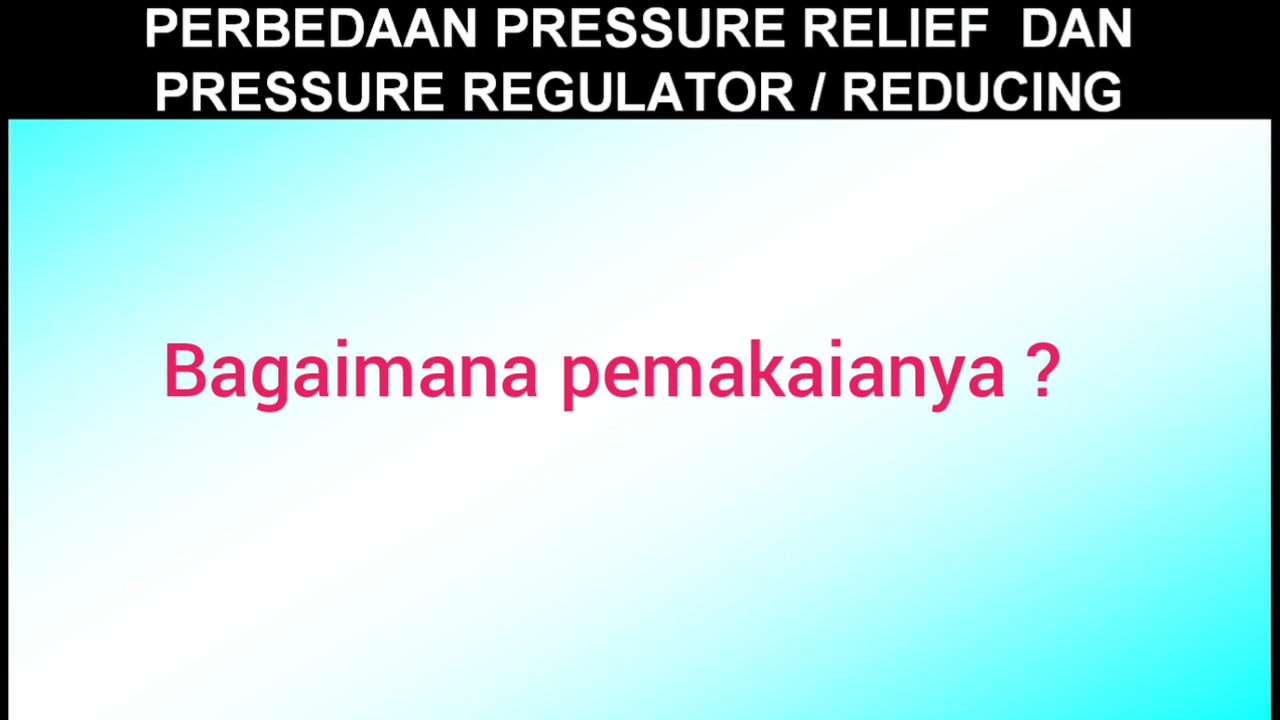 PERBEDAAN PRESSURE RELIEF DAN
PRESSURE REGULATOR / REDUCING
Bagaimana pemakaianya ?